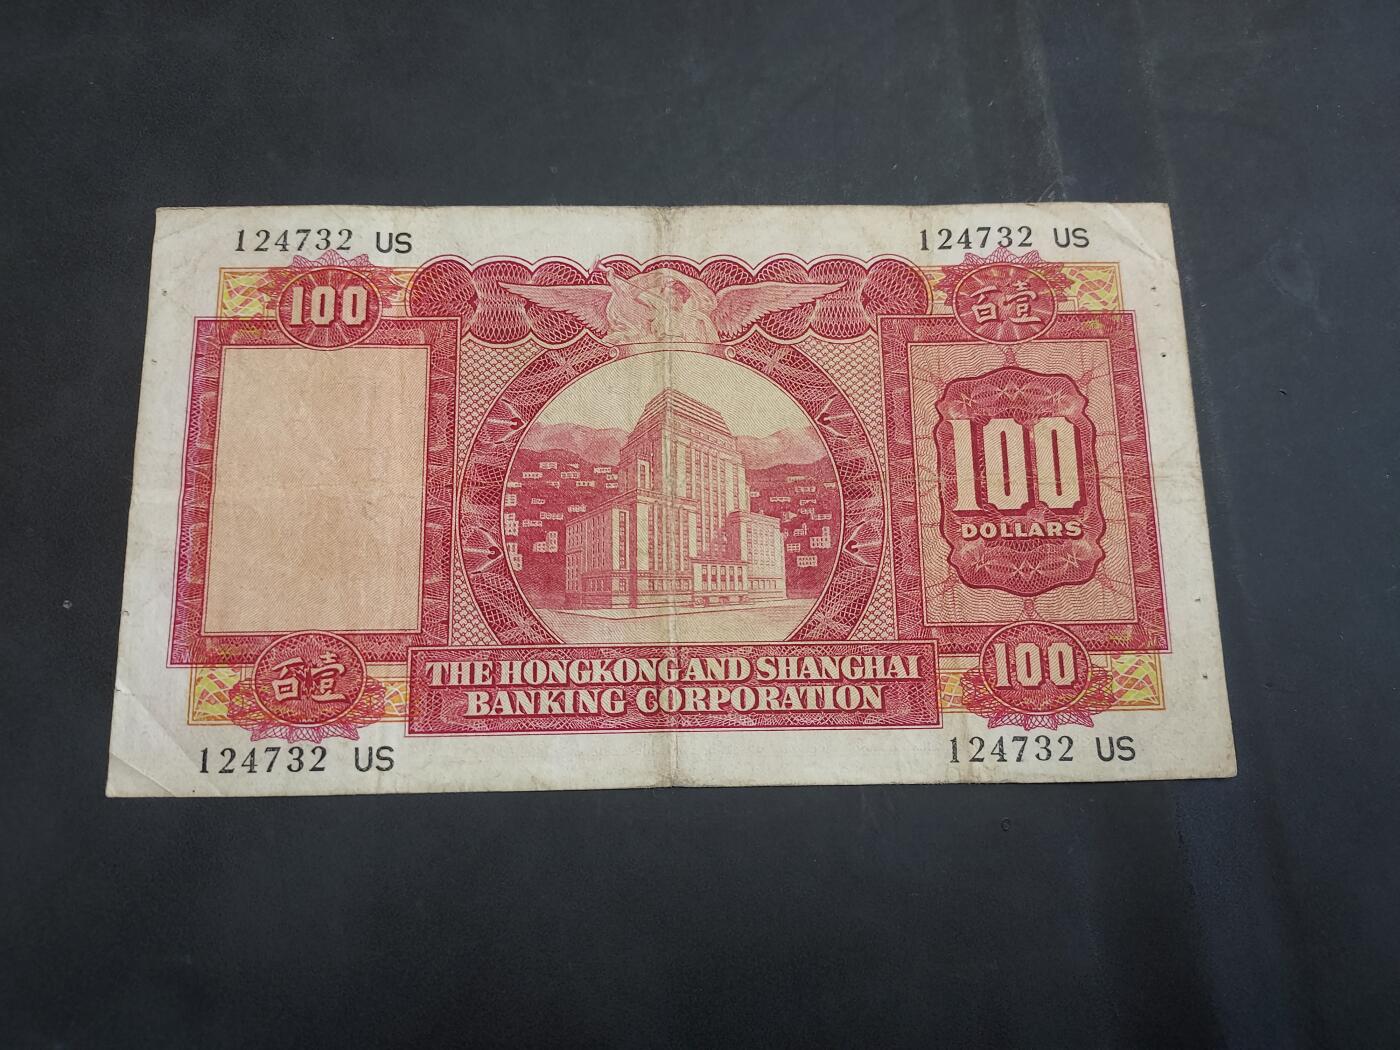 124732 US
124732 US
100
百壹
100
DOLLARS
百壹
100
THE HONGKONG AND SHANGHAI
BANKING CORPORATION
124732 US
124732 US